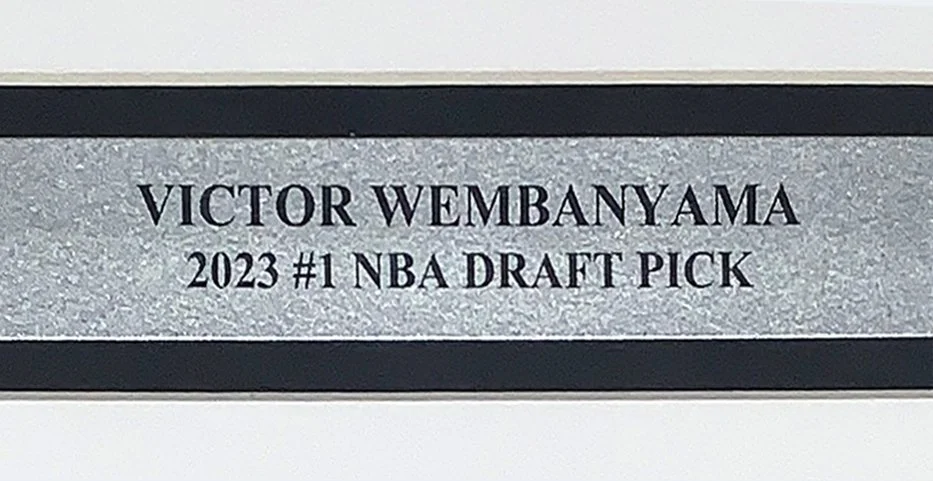 VICTOR WEMBANYAMA
2023 #1 NBA DRAFT PICK